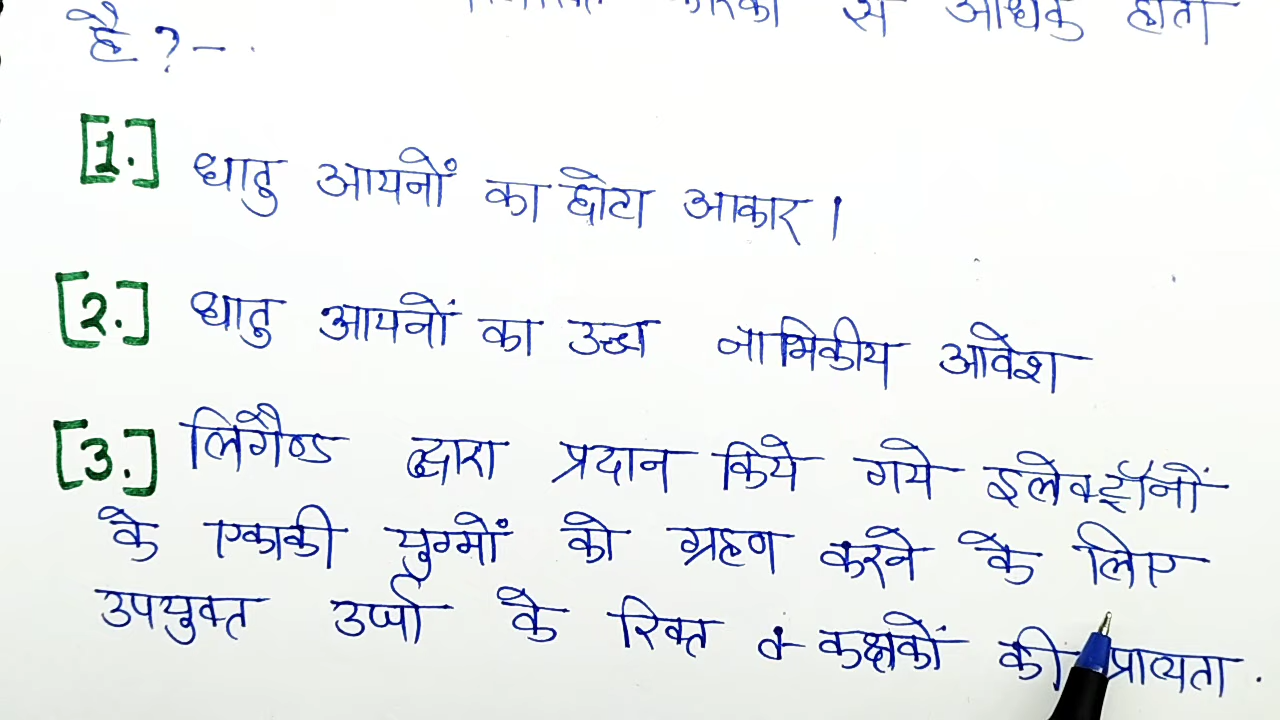 से अधिक होता
है ? -
[1.] धातु आयनों का छोटा आकार ।
[2.] धातु आयनों का उच्च नाभिकीय आवेश
[3.] लिगैण्ड द्वारा प्रदान किये गये इलेक्ट्रॉनों
के एकाकी युग्मों को ग्रहण करने के लिए
उपयुक्त उर्जा के रिक्त d-कक्षकों की प्राप्यता .